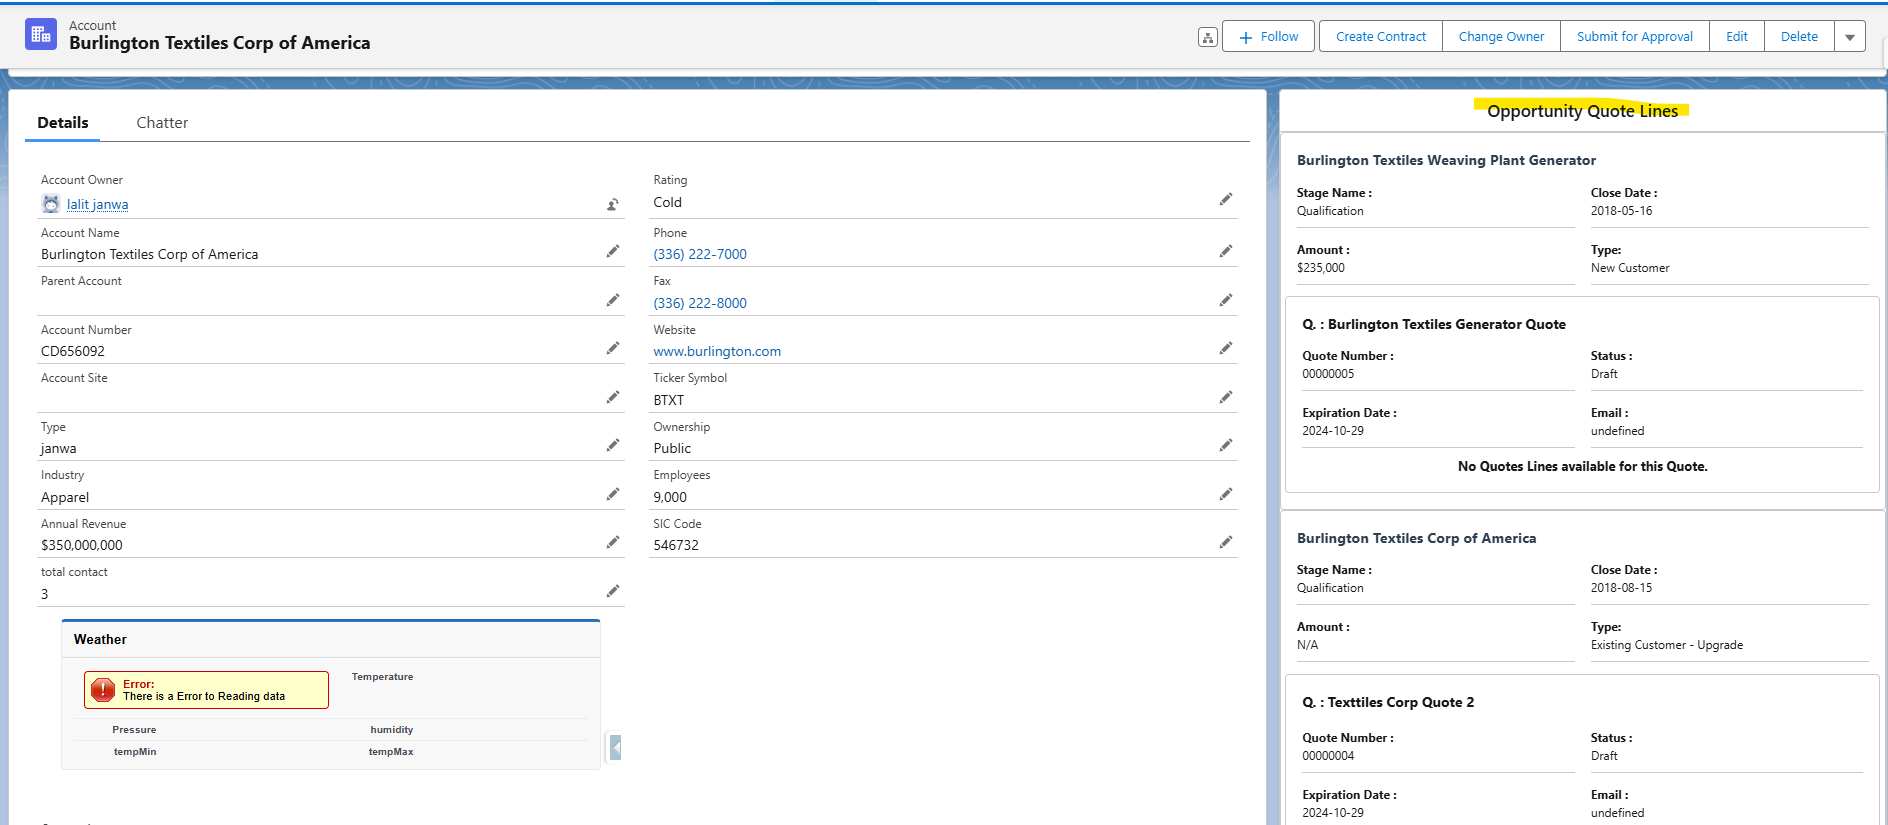 Account
Burlington Textiles Corp of America
Follow
Create Contract
Change Owner
Submit for Approval
Edit
Delete
Details
Chatter
Account Owner
lalit janwa
Rating
Cold
Account Name
Burlington Textiles Corp of America
Phone
(336) 222-7000
Parent Account
Fax
(336) 222-8000
Account Number
CD656092
Website
www.burlington.com
Account Site
Ticker Symbol
BTXT
Type
janwa
Ownership
Public
Industry
Apparel
Employees
9,000
Annual Revenue
$350,000,000
SIC Code
546732
total contact
3
Weather
Error:
There is a Error to Reading data
Temperature
Pressure
humidity
tempMin
tempMax
Opportunity Quote Lines
Burlington Textiles Weaving Plant Generator
Stage Name :
Qualification
Close Date :
2018-05-16
Amount :
$235,000
Type:
New Customer
Q. : Burlington Textiles Generator Quote
Quote Number :
00000005
Status :
Draft
Expiration Date :
2024-10-29
Email :
undefined
No Quotes Lines available for this Quote.
Burlington Textiles Corp of America
Stage Name :
Qualification
Close Date :
2018-08-15
Amount :
N/A
Type:
Existing Customer - Upgrade
Q. : Texttiles Corp Quote 2
Quote Number :
00000004
Status :
Draft
Expiration Date :
2024-10-29
Email :
undefined